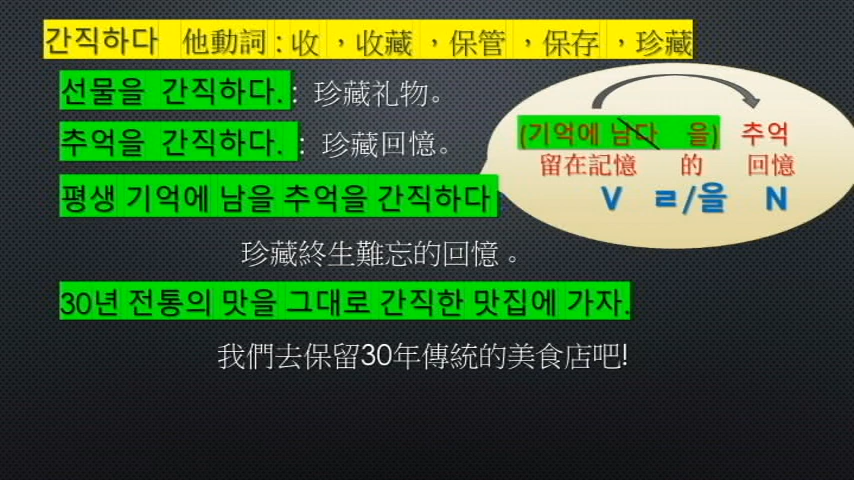 간직하다 他動詞 : 收 , 收藏 , 保管 , 保存 , 珍藏
선물을 간직하다. : 珍藏礼物。
추억을 간직하다. : 珍藏回憶。
평생 기억에 남을 추억을 간직하다
珍藏終生難忘的回憶 。
30년 전통의 맛을 그대로 간직한 맛집에 가자.
我們去保留30年傳統的美食店吧!
(기억에 남다 을) 추억
留在記憶 的 回憶
V ㄹ/을 N